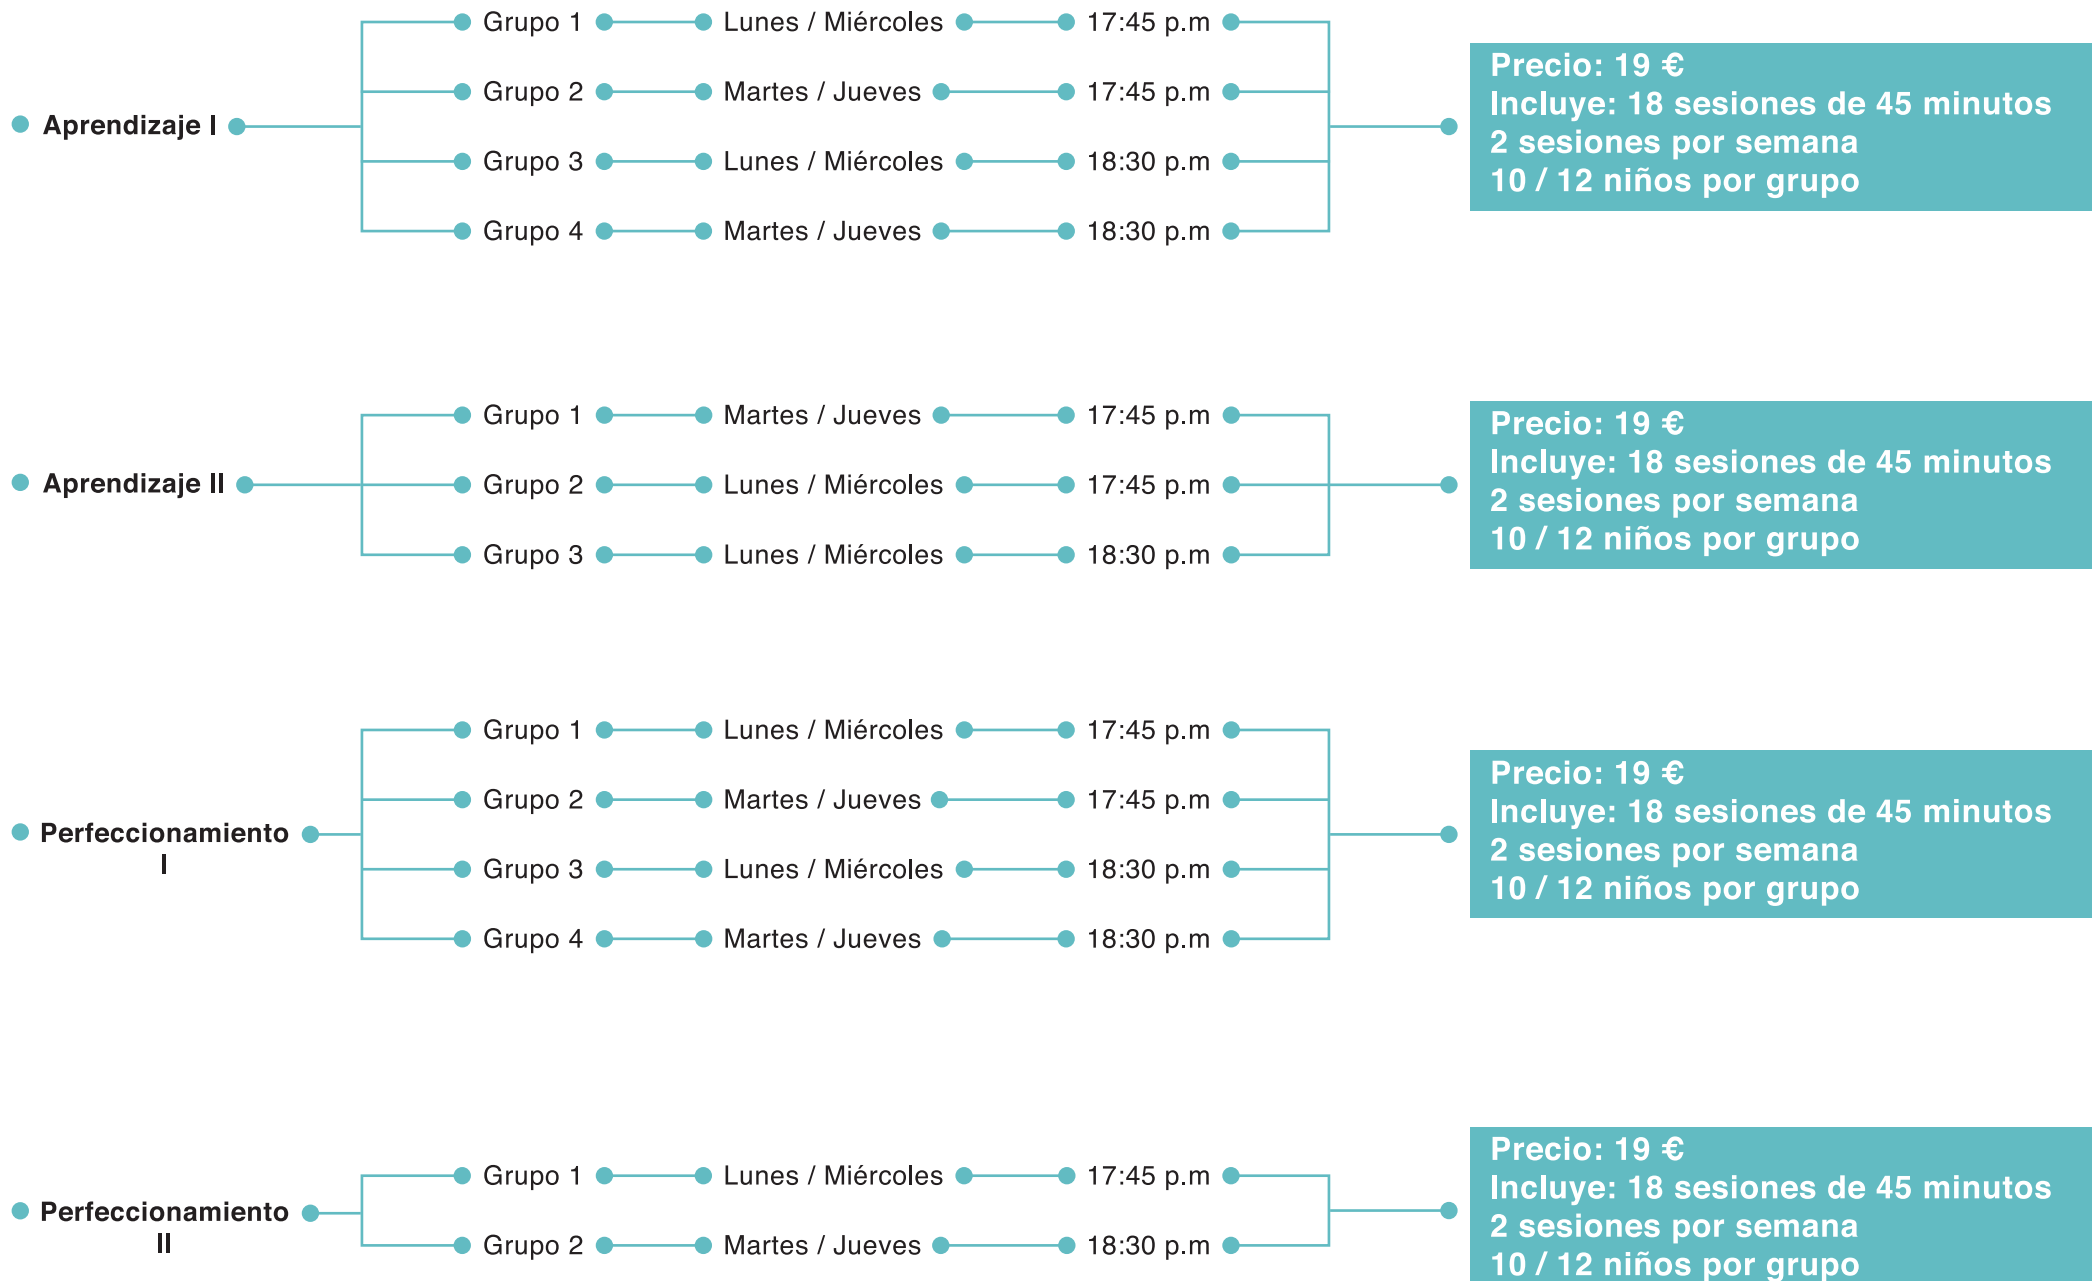 Grupo 1 Lunes / Miércoles 17:45 p.m
Grupo 2 Martes / Jueves 17:45 p.m
Aprendizaje I
Grupo 3 Lunes / Miércoles 18:30 p.m
Grupo 4 Martes / Jueves 18:30 p.m
Precio: 19 €
Incluye: 18 sesiones de 45 minutos
2 sesiones por semana
10 / 12 niños por grupo
Grupo 1 Martes / Jueves 17:45 p.m
Aprendizaje II
Grupo 2 Lunes / Miércoles 17:45 p.m
Grupo 3 Lunes / Miércoles 18:30 p.m
Precio: 19 €
Incluye: 18 sesiones de 45 minutos
2 sesiones por semana
10 / 12 niños por grupo
Grupo 1 Lunes / Miércoles 17:45 p.m
Grupo 2 Martes / Jueves 17:45 p.m
Perfeccionamiento
I
Grupo 3 Lunes / Miércoles 18:30 p.m
Grupo 4 Martes / Jueves 18:30 p.m
Precio: 19 €
Incluye: 18 sesiones de 45 minutos
2 sesiones por semana
10 / 12 niños por grupo
Grupo 1 Lunes / Miércoles 17:45 p.m
Perfeccionamiento
II
Grupo 2 Martes / Jueves 18:30 p.m
Precio: 19 €
Incluye: 18 sesiones de 45 minutos
2 sesiones por semana
10 / 12 niños por grupo